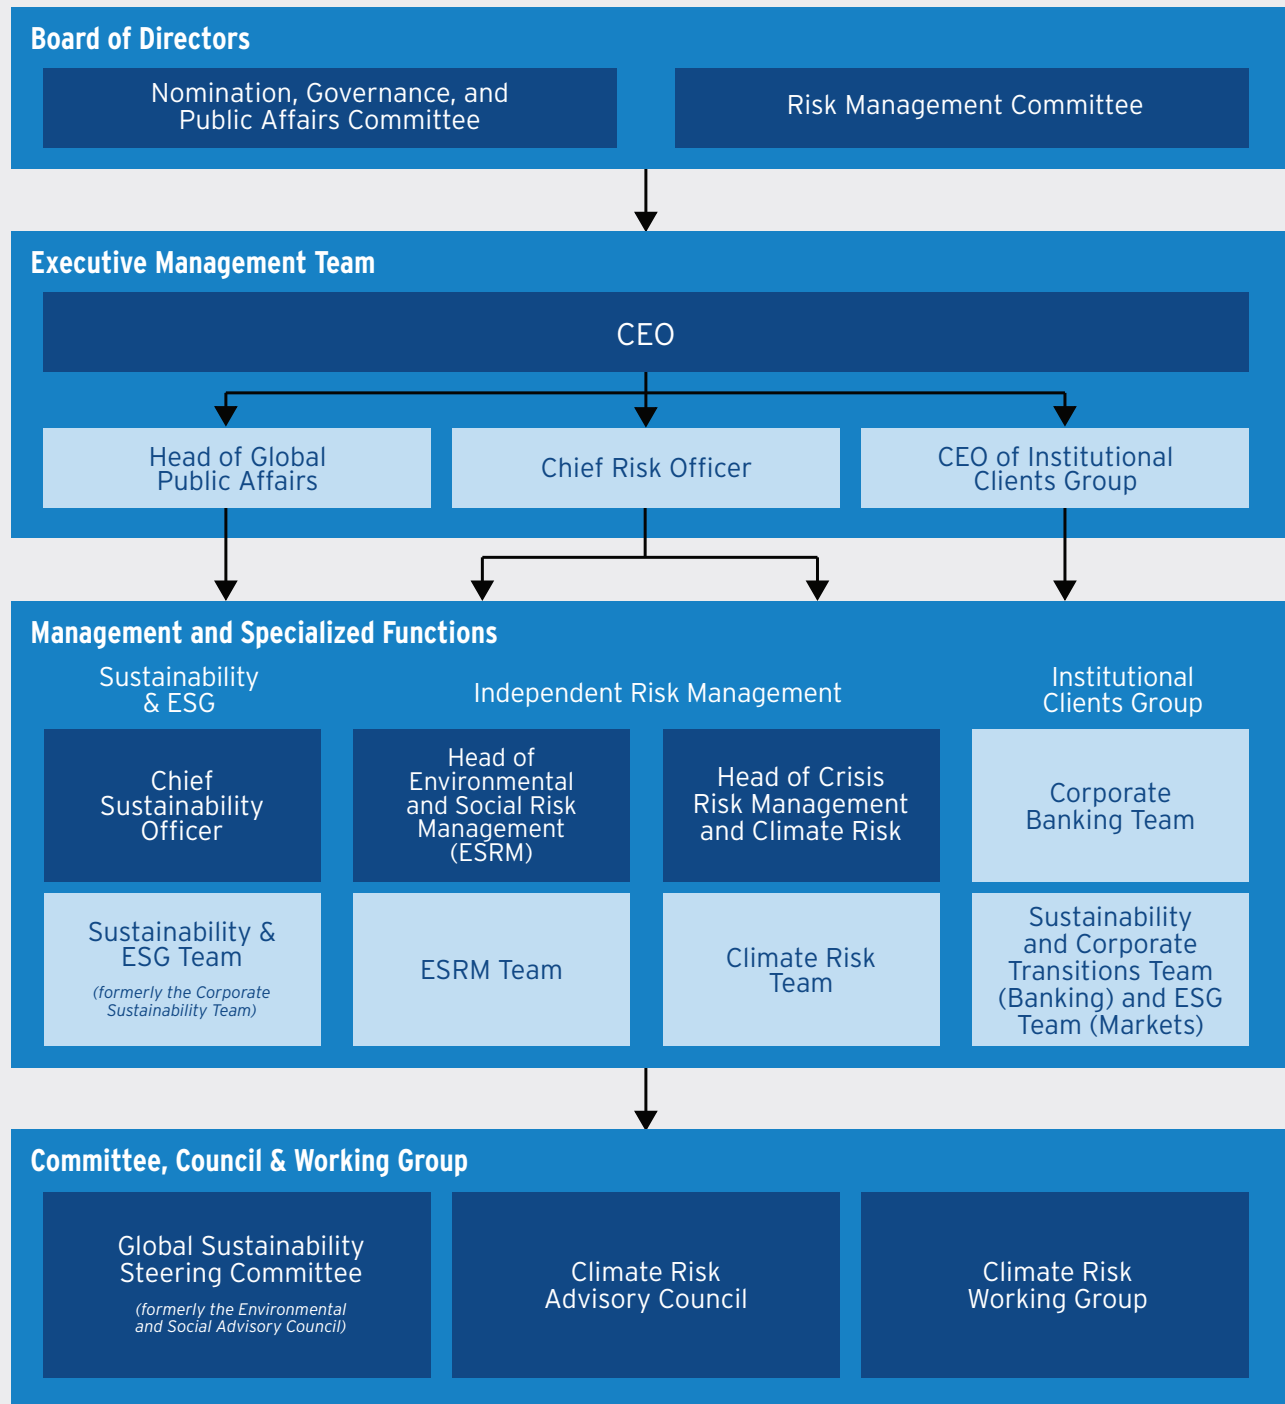 Board of Directors
Nomination, Governance, and
Public Affairs Committee
Risk Management Committee
Executive Management Team
CEO
Head of Global
Public Affairs
Chief Risk Officer
CEO of Institutional
Clients Group
Management and Specialized Functions
Sustainability
& ESG
Independent Risk Management
Institutional
Clients Group
Chief
Sustainability
Officer
Head of
Environmental
and Social Risk
Management
(ESRM)
Head of Crisis
Risk Management
and Climate Risk
Corporate
Banking Team
Sustainability &
ESG Team
(formerly the Corporate
Sustainability Team)
ESRM Team
Climate Risk
Team
Sustainability
and Corporate
Transitions Team
(Banking) and ESG
Team (Markets)
Committee, Council & Working Group
Global Sustainability
Steering Committee
(formerly the Environmental
and Social Advisory Council)
Climate Risk
Advisory Council
Climate Risk
Working Group